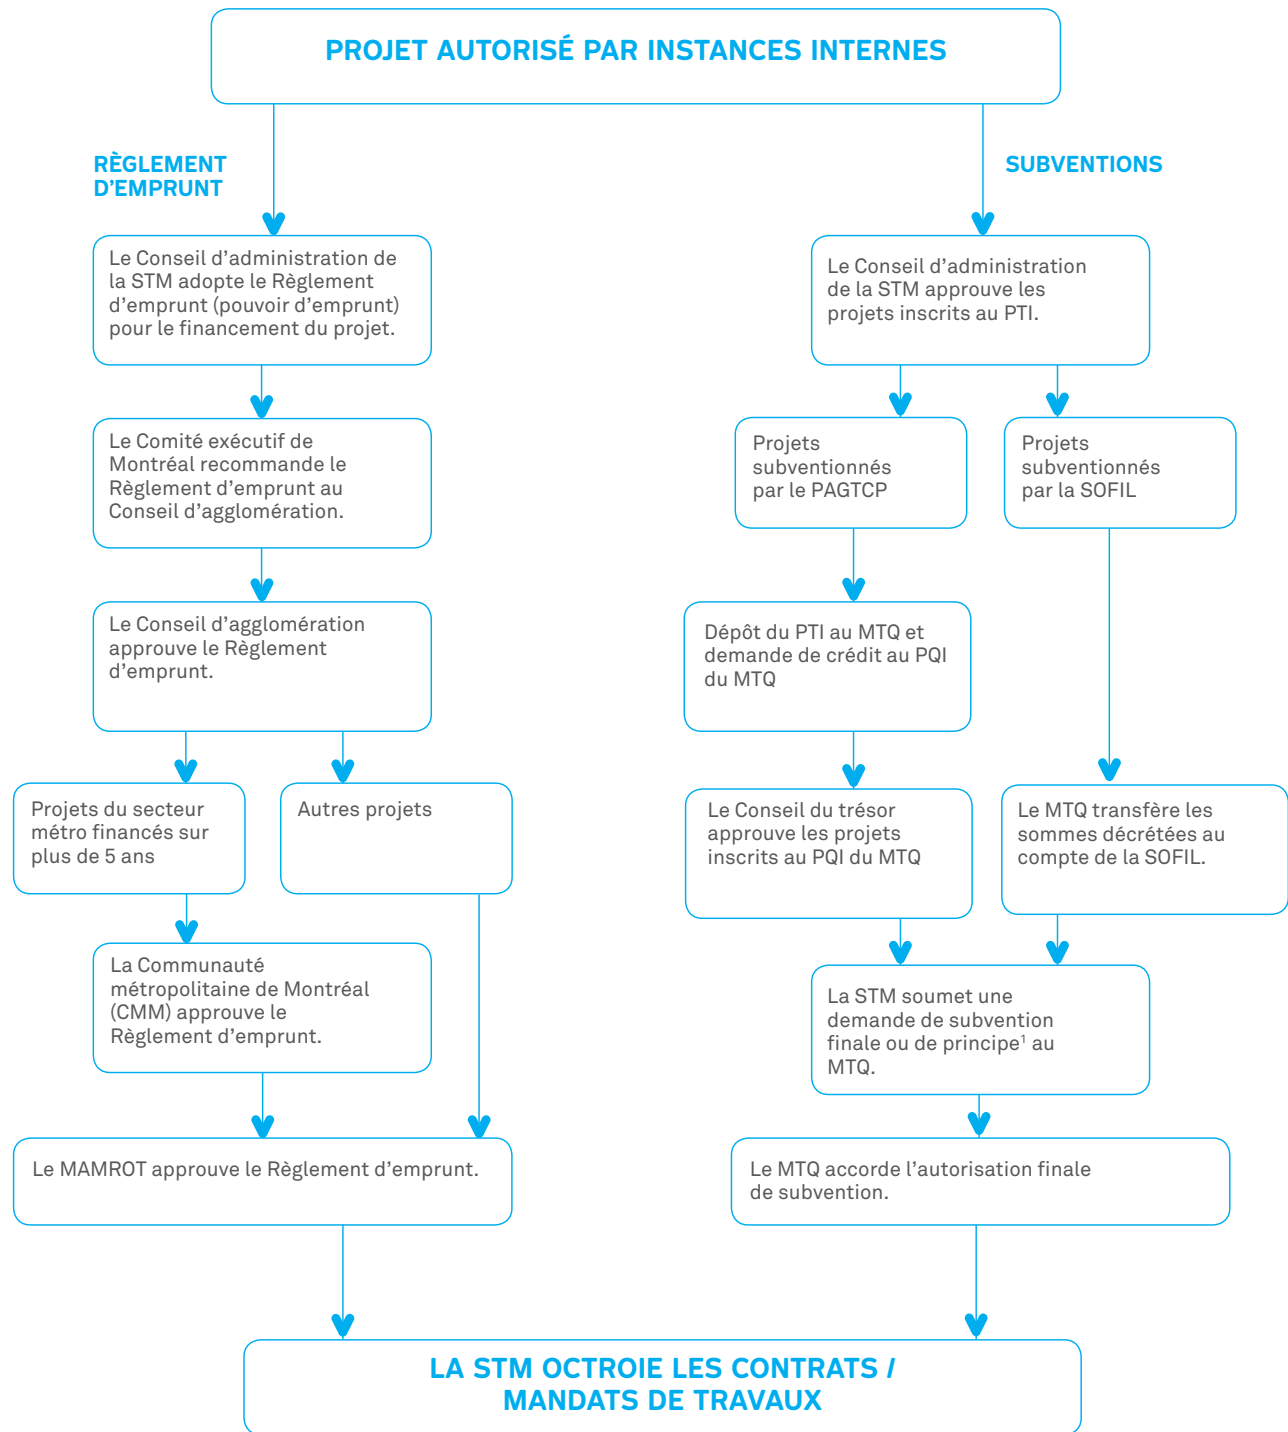 PROJET AUTORISÉ PAR INSTANCES INTERNES
RÈGLEMENT
D’EMPRUNT
Le Conseil d’administration de
la STM adopte le Règlement
d’emprunt (pouvoir d’emprunt)
pour le financement du projet.
Le Comité exécutif de
Montréal recommande le
Règlement d’emprunt au
Conseil d’agglomération.
Le Conseil d’agglomération
approuve le Règlement
d’emprunt.
Projets du secteur
métro financés sur
plus de 5 ans
Autres projets
La Communauté
métropolitaine de Montréal
(CMM) approuve le
Règlement d’emprunt.
Le MAMROT approuve le Règlement d’emprunt.
SUBVENTIONS
Le Conseil d’administration
de la STM approuve les
projets inscrits au PTI.
Projets
subventionnés
par le PAGTCP
Projets
subventionnés
par la SOFIL
Dépôt du PTI au MTQ et
demande de crédit au PQI
du MTQ
Le Conseil du trésor
approuve les projets
inscrits au PQI du MTQ
Le MTQ transfère les
sommes décrétées au
compte de la SOFIL.
La STM soumet une
demande de subvention
finale ou de principe¹ au
MTQ.
Le MTQ accorde l’autorisation finale
de subvention.
LA STM OCTROIE LES CONTRATS /
MANDATS DE TRAVAUX